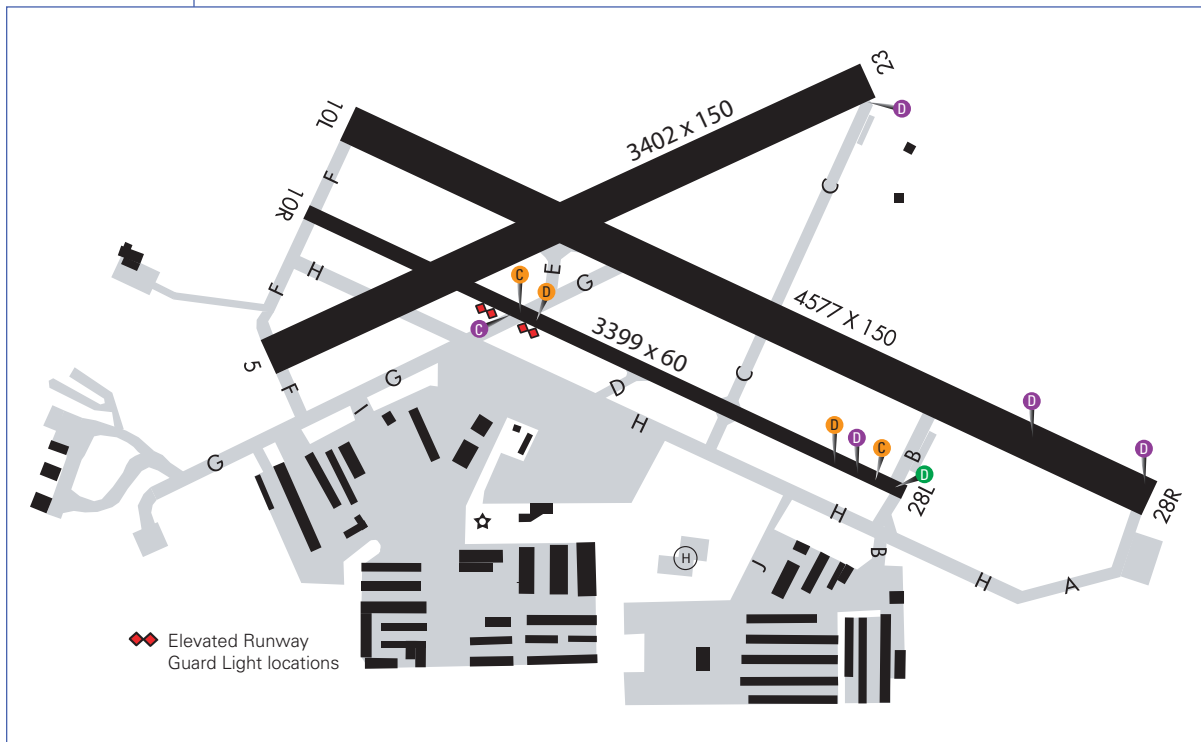 23
10L
D
3402 x 150
F
C
10R
H
E
C
G
D
F
4577 X 150
C
3399 x 60
5
C
D
F
G
I
H
D
D
D
D
C
G
B
D
28L
28R
H
H
B
J
H
A
Elevated Runway
Guard Light locations